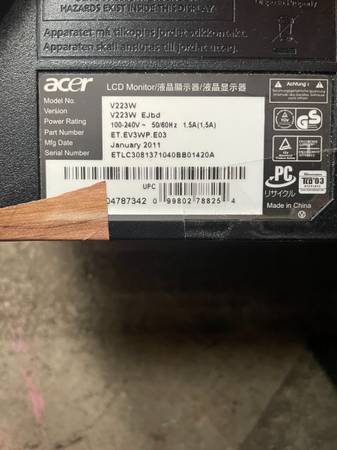 HAZARDS EXIST INSIDE THIS DISPLAY
Apparatet må tilkoples jordet stikkontakt.
Apparaten skall anslutas till jordat uttag.
acer
LCD Monitor/液晶顯示器/液晶显示器
Model No. V223W
Version V223W EJbd
Power Rating 100-240V ~ 50/60Hz 1.5A(1,5A)
Part Number ET.EV3WP.E03
Mfg Date January 2011
Serial Number ETLC3081371040BB01420A
UPC
04787342 0 99802 78825 4
Achtung :
TÜV
GS
PC
リサイクル
TCO'03
Made in China